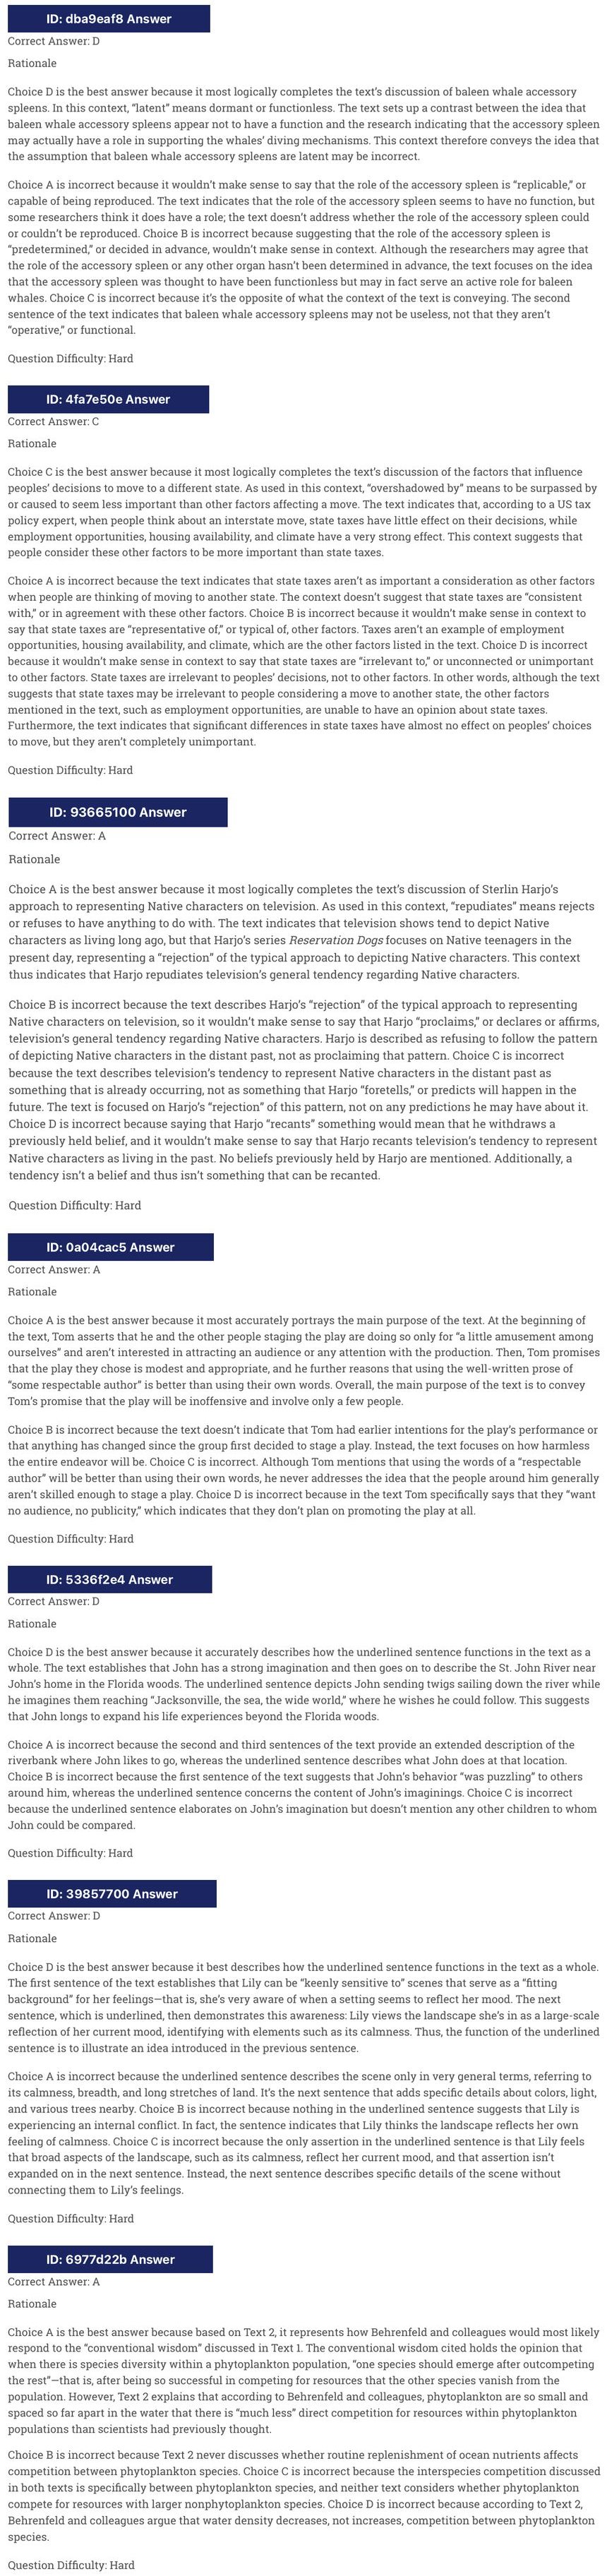 ID: dba9eaf8 Answer
Correct Answer: D
Rationale
Choice D is the best answer because it most logically completes the text’s discussion of baleen whale accessory
spleens. In this context, “latent” means dormant or functionless. The text sets up a contrast between the idea that
baleen whale accessory spleens appear not to have a function and the research indicating that the accessory spleen
may actually have a role in supporting the whales’ diving mechanisms. This context therefore conveys the idea that
the assumption that baleen whale accessory spleens are latent may be incorrect.
Choice A is incorrect because it wouldn’t make sense to say that the role of the accessory spleen is “replicable,” or
capable of being reproduced. The text indicates that the role of the accessory spleen seems to have no function, but
some researchers think it does have a role; the text doesn’t address whether the role of the accessory spleen could
or couldn’t be reproduced. Choice B is incorrect because suggesting that the role of the accessory spleen is
“predetermined,” or decided in advance, wouldn’t make sense in context. Although the researchers may agree that
the role of the accessory spleen or any other organ hasn’t been determined in advance, the text focuses on the idea
that the accessory spleen was thought to have been functionless but may in fact serve an active role for baleen
whales. Choice C is incorrect because it’s the opposite of what the context of the text is conveying. The second
sentence of the text indicates that baleen whale accessory spleens may not be useless, not that they aren’t
“operative,” or functional.
Question Difficulty: Hard
ID: 4fa7e50e Answer
Correct Answer: C
Rationale
Choice C is the best answer because it most logically completes the text’s discussion of the factors that influence
peoples’ decisions to move to a different state. As used in this context, “overshadowed by” means to be surpassed by
or caused to seem less important than other factors affecting a move. The text indicates that, according to a US tax
policy expert, when people think about an interstate move, state taxes have little effect on their decisions, while
employment opportunities, housing availability, and climate have a very strong effect. This context suggests that
people consider these other factors to be more important than state taxes.
Choice A is incorrect because the text indicates that state taxes aren’t as important a consideration as other factors
when people are thinking of moving to another state. The context doesn’t suggest that state taxes are “consistent
with,” or in agreement with these other factors. Choice B is incorrect because it wouldn’t make sense in context to
say that state taxes are “representative of,” or typical of, other factors. Taxes aren’t an example of employment
opportunities, housing availability, and climate, which are the other factors listed in the text. Choice D is incorrect
because it wouldn’t make sense in context to say that state taxes are “irrelevant to,” or unconnected or unimportant
to other factors. State taxes are irrelevant to peoples’ decisions, not to other factors. In other words, although the text
suggests that state taxes may be irrelevant to people considering a move to another state, the other factors
mentioned in the text, such as employment opportunities, are unable to have an opinion about state taxes.
Furthermore, the text indicates that significant differences in state taxes have almost no effect on peoples’ choices
to move, but they aren’t completely unimportant.
Question Difficulty: Hard
ID: 93665100 Answer
Correct Answer: A
Rationale
Choice A is the best answer because it most logically completes the text’s discussion of Sterlin Harjo’s
approach to representing Native characters on television. As used in this context, “repudiates” means rejects
or refuses to have anything to do with. The text indicates that television shows tend to depict Native
characters as living long ago, but that Harjo’s series Reservation Dogs focuses on Native teenagers in the
present day, representing a “rejection” of the typical approach to depicting Native characters. This context
thus indicates that Harjo repudiates television’s general tendency regarding Native characters.
Choice B is incorrect because the text describes Harjo’s “rejection” of the typical approach to representing
Native characters on television, so it wouldn’t make sense to say that Harjo “proclaims,” or declares or affirms,
television’s general tendency regarding Native characters. Harjo is described as refusing to follow the pattern
of depicting Native characters in the distant past, not as proclaiming that pattern. Choice C is incorrect
because the text describes television’s tendency to represent Native characters in the distant past as
something that is already occurring, not as something that Harjo “foretells,” or predicts will happen in the
future. The text is focused on Harjo’s “rejection” of this pattern, not on any predictions he may have about it.
Choice D is incorrect because saying that Harjo “recants” something would mean that he withdraws a
previously held belief, and it wouldn’t make sense to say that Harjo recants television’s tendency to represent
Native characters as living in the past. No beliefs previously held by Harjo are mentioned. Additionally, a
tendency isn’t a belief and thus isn’t something that can be recanted.
Question Difficulty: Hard
ID: 0a04cac5 Answer
Correct Answer: A
Rationale
Choice A is the best answer because it most accurately portrays the main purpose of the text. At the beginning of
the text, Tom asserts that he and the other people staging the play are doing so only for “a little amusement among
ourselves” and aren’t interested in attracting an audience or any attention with the production. Then, Tom promises
that the play they chose is modest and appropriate, and he further reasons that using the well-written prose of
“some respectable author” is better than using their own words. Overall, the main purpose of the text is to convey
Tom’s promise that the play will be inoffensive and involve only a few people.
Choice B is incorrect because the text doesn’t indicate that Tom had earlier intentions for the play’s performance or
that anything has changed since the group first decided to stage a play. Instead, the text focuses on how harmless
the entire endeavor will be. Choice C is incorrect. Although Tom mentions that using the words of a “respectable
author” will be better than using their own words, he never addresses the idea that the people around him generally
aren’t skilled enough to stage a play. Choice D is incorrect because in the text Tom specifically says that they “want
no audience, no publicity,” which indicates that they don’t plan on promoting the play at all.
Question Difficulty: Hard
ID: 5336f2e4 Answer
Correct Answer: D
Rationale
Choice D is the best answer because it accurately describes how the underlined sentence functions in the text as a
whole. The text establishes that John has a strong imagination and then goes on to describe the St. John River near
John’s home in the Florida woods. The underlined sentence depicts John sending twigs sailing down the river while
he imagines them reaching “Jacksonville, the sea, the wide world,” where he wishes he could follow. This suggests
that John longs to expand his life experiences beyond the Florida woods.
Choice A is incorrect because the second and third sentences of the text provide an extended description of the
riverbank where John likes to go, whereas the underlined sentence describes what John does at that location.
Choice B is incorrect because the first sentence of the text suggests that John’s behavior “was puzzling” to others
around him, whereas the underlined sentence concerns the content of John’s imaginings. Choice C is incorrect
because the underlined sentence elaborates on John’s imagination but doesn’t mention any other children to whom
John could be compared.
Question Difficulty: Hard
ID: 39857700 Answer
Correct Answer: D
Rationale
Choice D is the best answer because it best describes how the underlined sentence functions in the text as a whole.
The first sentence of the text establishes that Lily can be “keenly sensitive to” scenes that serve as a “fitting
background” for her feelings—that is, she’s very aware of when a setting seems to reflect her mood. The next
sentence, which is underlined, then demonstrates this awareness: Lily views the landscape she’s in as a large-scale
reflection of her current mood, identifying with elements such as its calmness. Thus, the function of the underlined
sentence is to illustrate an idea introduced in the previous sentence.
Choice A is incorrect because the underlined sentence describes the scene only in very general terms, referring to
its calmness, breadth, and long stretches of land. It’s the next sentence that adds specific details about colors, light,
and various trees nearby. Choice B is incorrect because nothing in the underlined sentence suggests that Lily is
experiencing an internal conflict. In fact, the sentence indicates that Lily thinks the landscape reflects her own
feeling of calmness. Choice C is incorrect because the only assertion in the underlined sentence is that Lily feels
that broad aspects of the landscape, such as its calmness, reflect her current mood, and that assertion isn’t
expanded on in the next sentence. Instead, the next sentence describes specific details of the scene without
connecting them to Lily’s feelings.
Question Difficulty: Hard
ID: 6977d22b Answer
Correct Answer: A
Rationale
Choice A is the best answer because based on Text 2, it represents how Behrenfeld and colleagues would most likely
respond to the “conventional wisdom” discussed in Text 1. The conventional wisdom cited holds the opinion that
when there is species diversity within a phytoplankton population, “one species should emerge after outcompeting
the rest”—that is, after being so successful in competing for resources that the other species vanish from the
population. However, Text 2 explains that according to Behrenfeld and colleagues, phytoplankton are so small and
spaced so far apart in the water that there is “much less” direct competition for resources within phytoplankton
populations than scientists had previously thought.
Choice B is incorrect because Text 2 never discusses whether routine replenishment of ocean nutrients affects
competition between phytoplankton species. Choice C is incorrect because the interspecies competition discussed
in both texts is specifically between phytoplankton species, and neither text considers whether phytoplankton
compete for resources with larger nonphytoplankton species. Choice D is incorrect because according to Text 2,
Behrenfeld and colleagues argue that water density decreases, not increases, competition between phytoplankton
species.
Question Difficulty: Hard